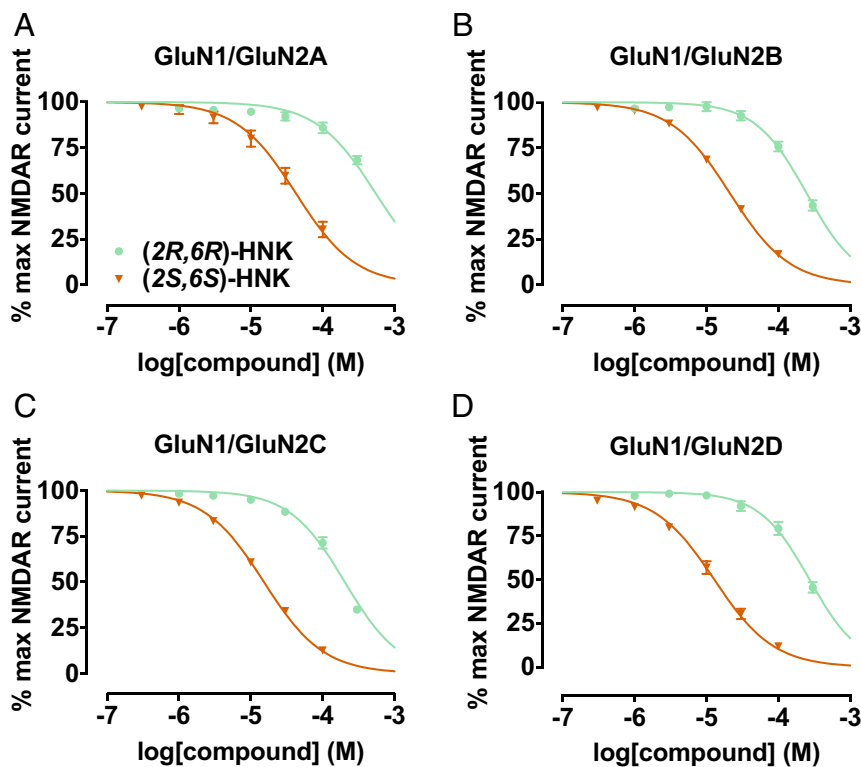 A
GluN1/GluN2A
% max NMDAR current
100
75
50
25
0
(2R,6R)-HNK
(2S,6S)-HNK
-7 -6 -5 -4 -3
log[compound] (M)
B
GluN1/GluN2B
% max NMDAR current
100
75
50
25
0
-7 -6 -5 -4 -3
log[compound] (M)
C
GluN1/GluN2C
% max NMDAR current
100
75
50
25
0
-7 -6 -5 -4 -3
log[compound] (M)
D
GluN1/GluN2D
% max NMDAR current
100
75
50
25
0
-7 -6 -5 -4 -3
log[compound] (M)